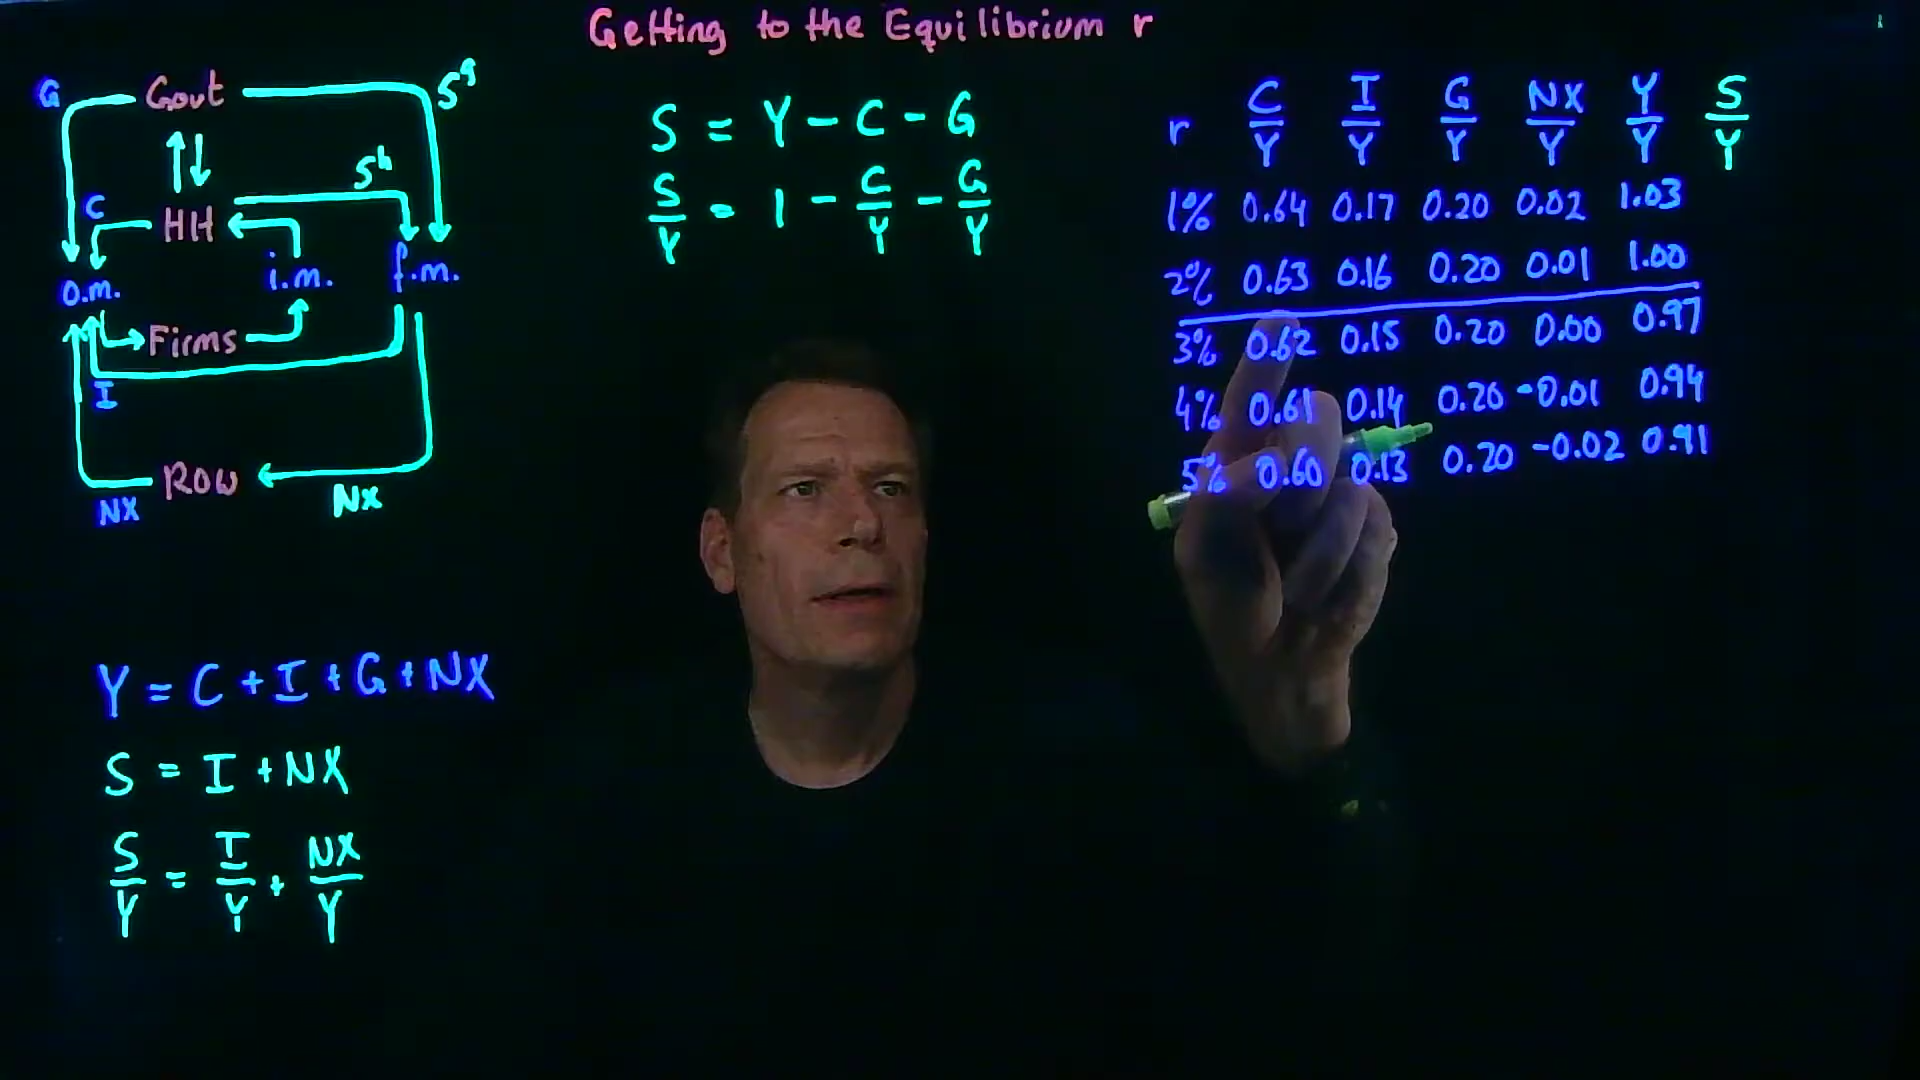 Getting to the Equilibrium r
G Gout S^g
S^h
C HH
o.m. i.m. f.m.
Firms
I
ROW
NX NX
Y = C + I + G + NX
S = I + NX
S/Y = I/Y + NX/Y
S = Y - C - G
S/Y = 1 - C/Y - G/Y
r C/Y I/Y G/Y NX/Y Y/Y S/Y
1% 0.64 0.17 0.20 0.02 1.03
2% 0.63 0.16 0.20 0.01 1.00
3% 0.62 0.15 0.20 0.00 0.97
4% 0.61 0.14 0.20 -0.01 0.94
5% 0.60 0.13 0.20 -0.02 0.91